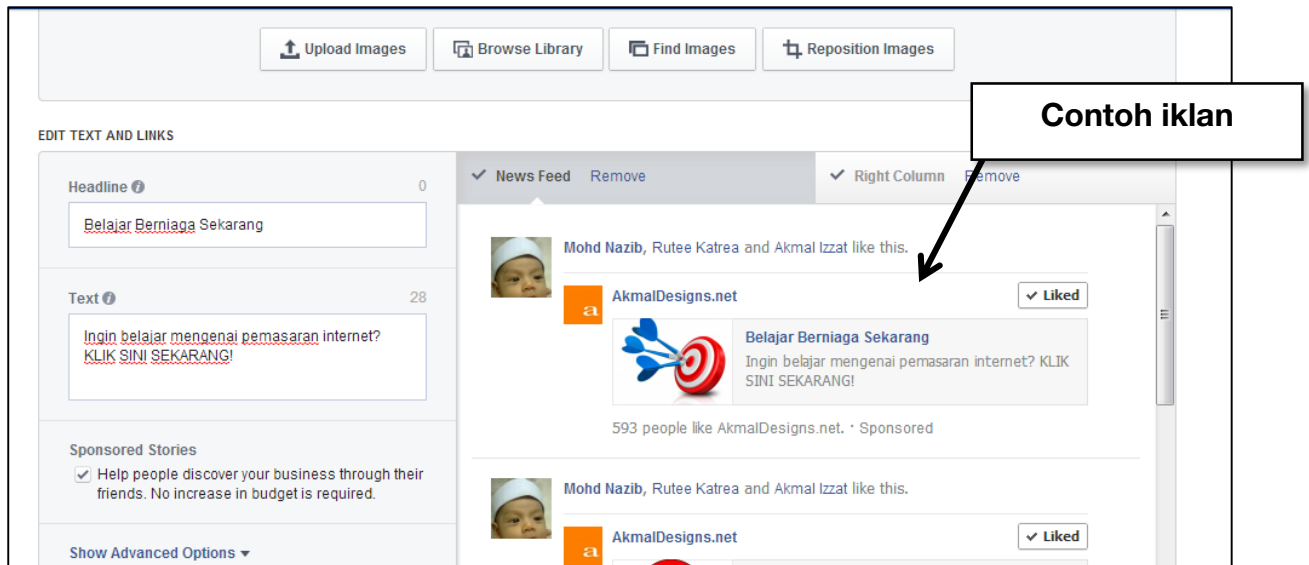 Upload Images
Browse Library
Find Images
Reposition Images
Contoh iklan
EDIT TEXT AND LINKS
Headline
0
Belajar Berniaga Sekarang
Text
28
Ingin belajar mengenai pemasaran internet?
KLIK SINI SEKARANG!
Sponsored Stories
Help people discover your business through their
friends. No increase in budget is required.
Show Advanced Options
News Feed Remove
Right Column Remove
Mohd Nazib, Rutee Katrea and Akmal Izzat like this.
a
AkmalDesigns.net
Liked
Belajar Berniaga Sekarang
Ingin belajar mengenai pemasaran internet? KLIK
SINI SEKARANG!
593 people like AkmalDesigns.net. · Sponsored
Mohd Nazib, Rutee Katrea and Akmal Izzat like this.
a
AkmalDesigns.net
Liked